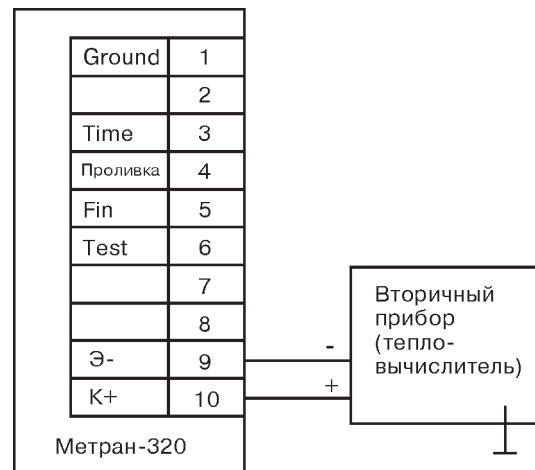 Ground 1
2
Time 3
Проливка 4
Fin 5
Test 6
7
8
Э- 9
К+ 10
-
+
Вторичный
прибор
(тепло-
вычислитель)
Метран-320